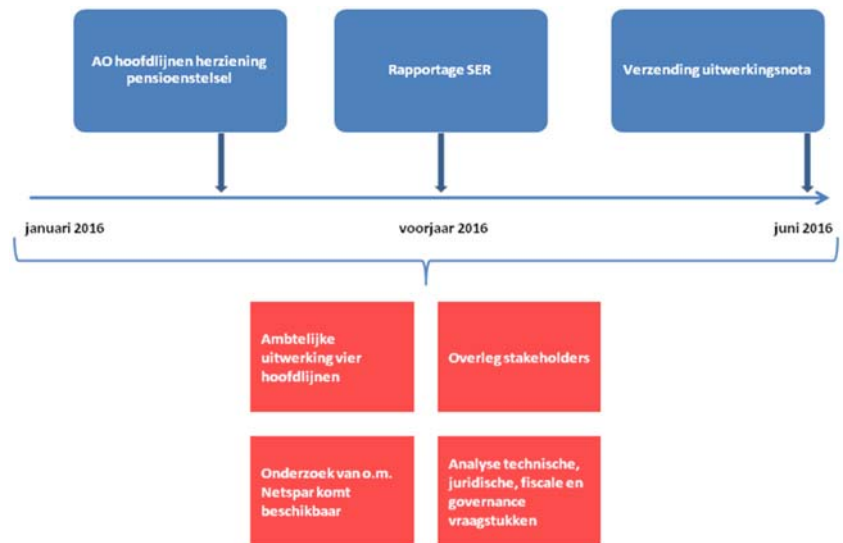 AO hoofdlijnen herziening
pensioenstelsel
Rapportage SER
Verzending uitwerkingsnota
januari 2016
voorjaar 2016
juni 2016
Ambtelijke
uitwerking vier
hoofdlijnen
Overleg stakeholders
Onderzoek van o.m.
Netspar komt
beschikbaar
Analyse technische,
juridische, fiscale en
governance
vraagstukken